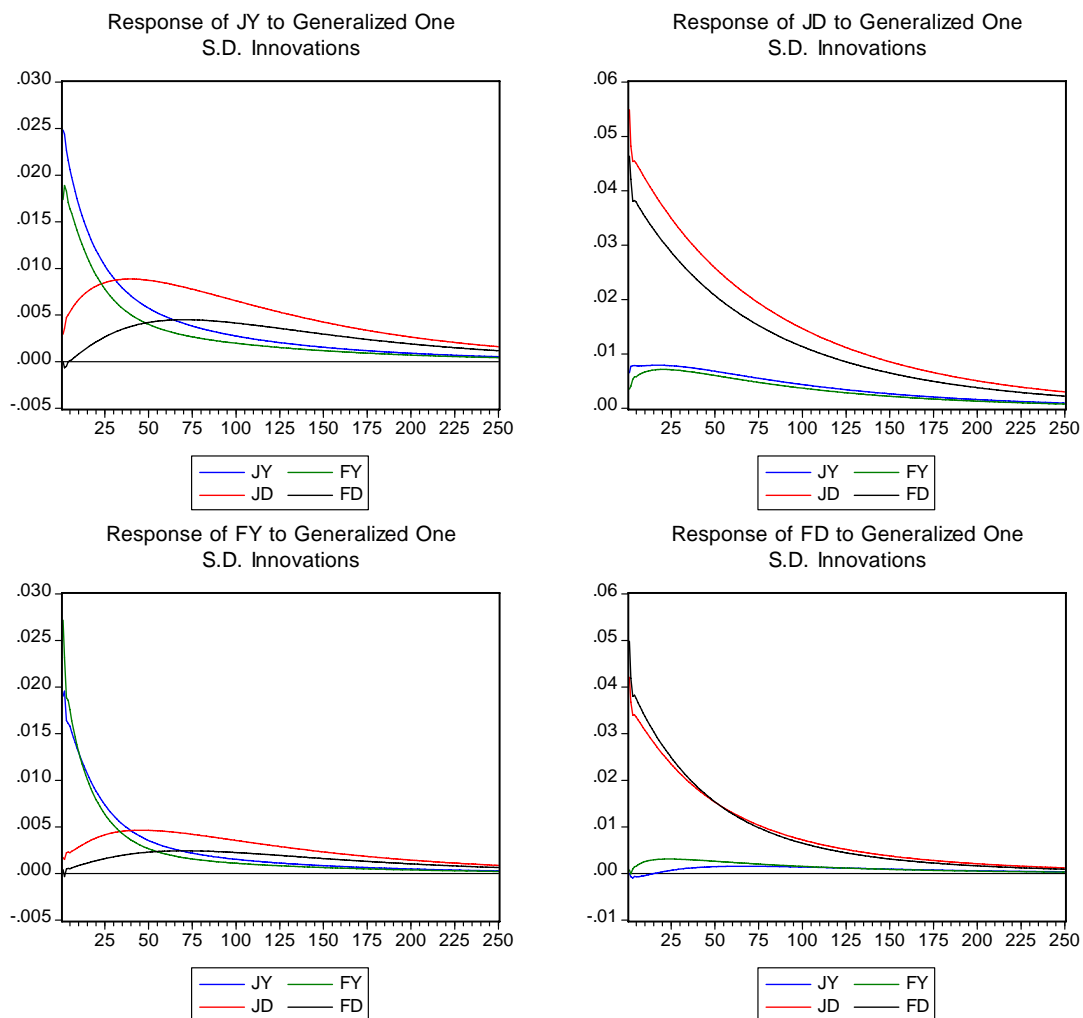 Response of JY to Generalized One
S.D. Innovations
.030
.025
.020
.015
.010
.005
.000
-.005
25 50 75 100 125 150 175 200 225 250
JY FY
JD FD
Response of JD to Generalized One
S.D. Innovations
.06
.05
.04
.03
.02
.01
.00
25 50 75 100 125 150 175 200 225 250
JY FY
JD FD
Response of FY to Generalized One
S.D. Innovations
.030
.025
.020
.015
.010
.005
.000
-.005
25 50 75 100 125 150 175 200 225 250
JY FY
JD FD
Response of FD to Generalized One
S.D. Innovations
.06
.05
.04
.03
.02
.01
.00
-.01
25 50 75 100 125 150 175 200 225 250
JY FY
JD FD